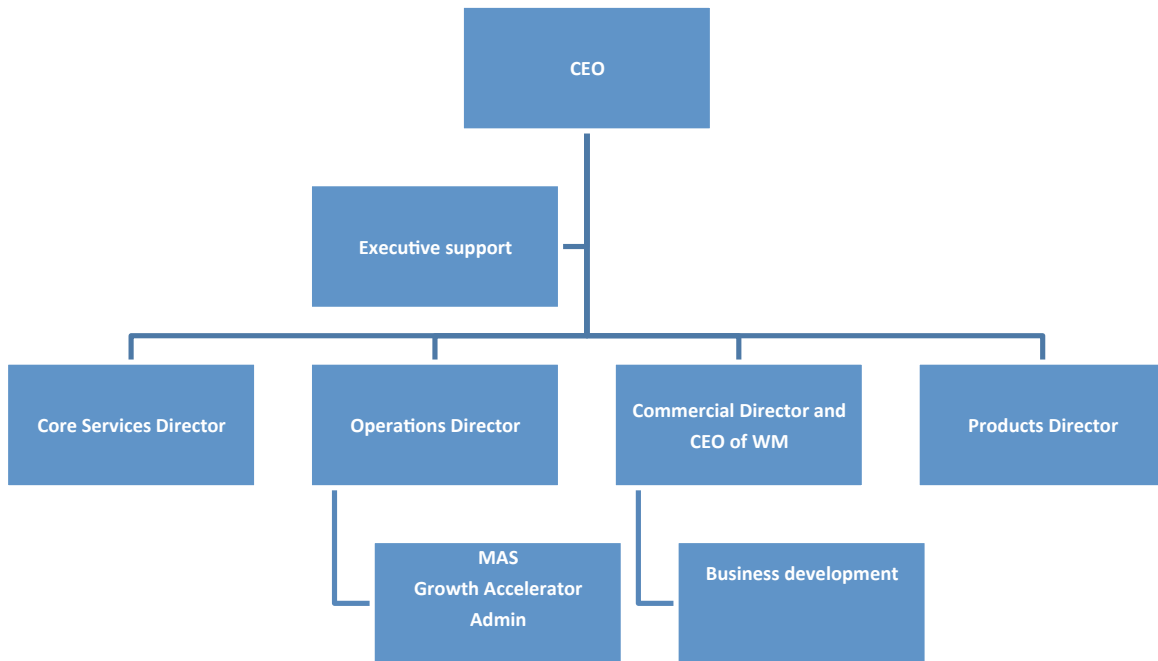 CEO
Executive support
Core Services Director
Operations Director
Commercial Director and
CEO of WM
Products Director
MAS
Growth Accelerator
Admin
Business development